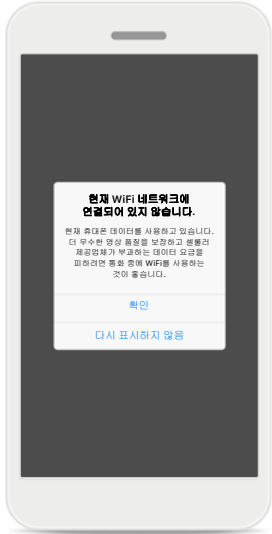 현재 WiFi 네트워크에
연결되어 있지 않습니다.
현재 휴대폰 데이터를 사용하고 있습니다.
더 우수한 영상 품질을 보장하고 셀룰러
제공업체가 부과하는 데이터 요금을
피하려면 통화 중에 WiFi를 사용하는
것이 좋습니다.
확인
다시 표시하지 않음